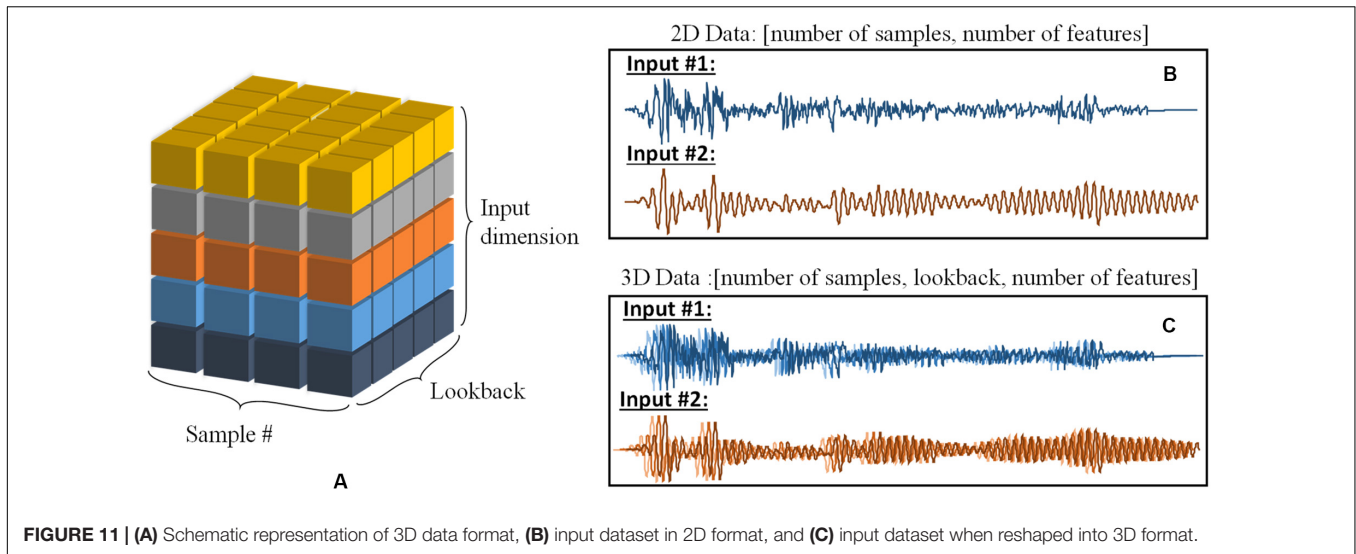 Input
dimension
Lookback
Sample #
A
2D Data: [number of samples, number of features]
Input #1:
B
Input #2:
3D Data :[number of samples, lookback, number of features]
Input #1:
C
Input #2:
FIGURE 11 | (A) Schematic representation of 3D data format, (B) input dataset in 2D format, and (C) input dataset when reshaped into 3D format.